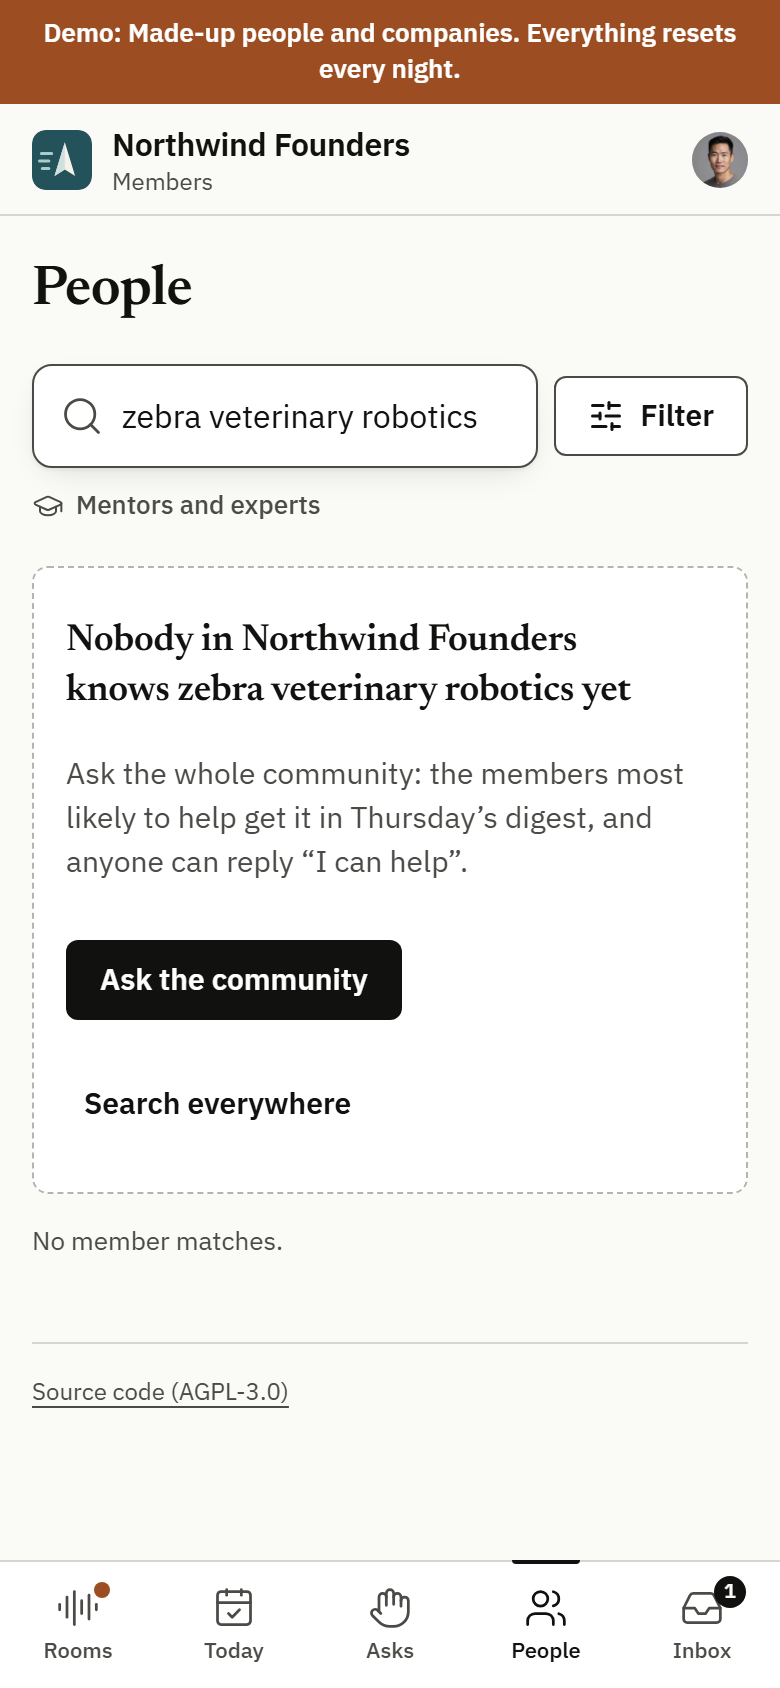 Demo: Made-up people and companies. Everything resets
every night.
Northwind Founders
Members
People
zebra veterinary robotics
Filter
Mentors and experts
Nobody in Northwind Founders
knows zebra veterinary robotics yet
Ask the whole community: the members most
likely to help get it in Thursday’s digest, and
anyone can reply “I can help”.
Ask the community
Search everywhere
No member matches.
Source code (AGPL-3.0)
1
Rooms
Today
Asks
People
Inbox